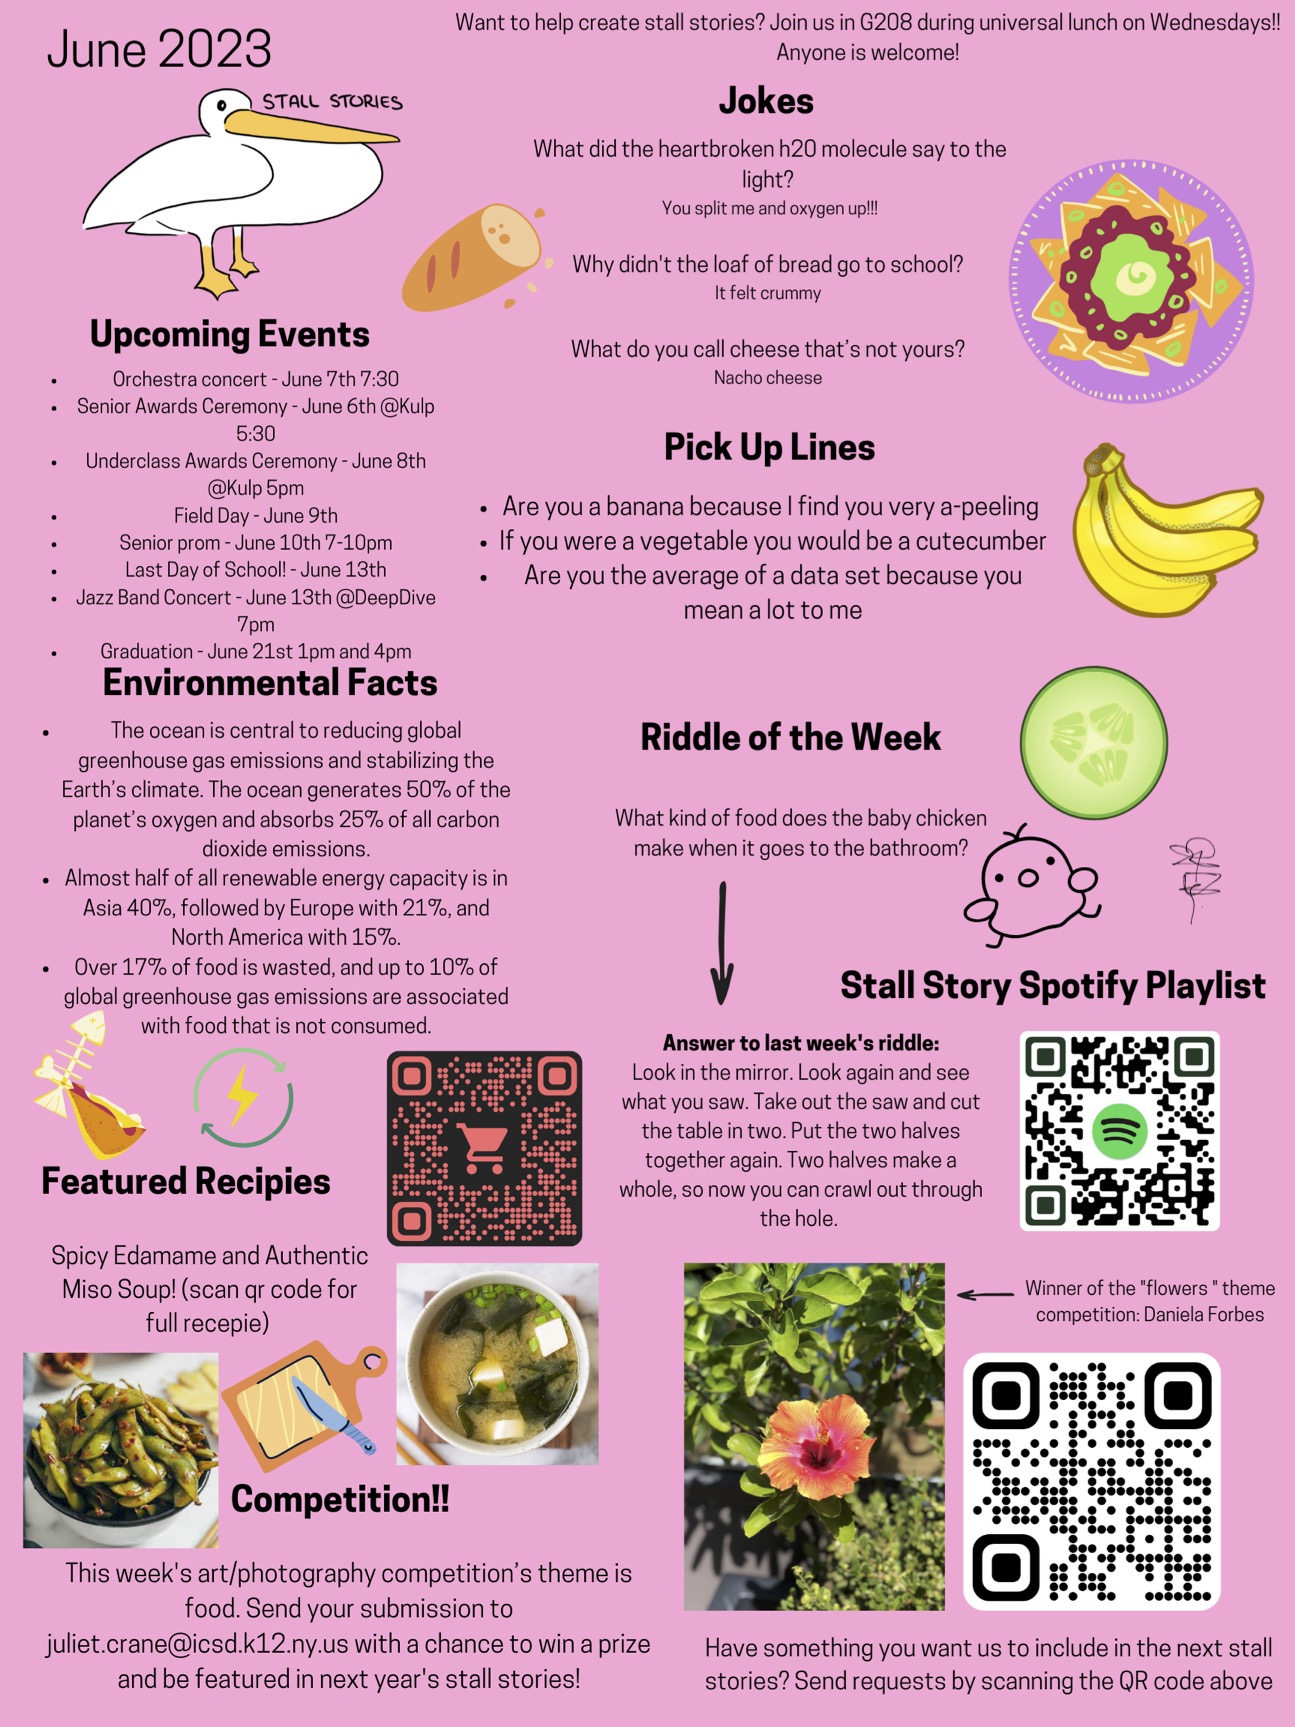 June 2023
STALL STORIES
Want to help create stall stories? Join us in G208 during universal lunch on Wednesdays!!
Anyone is welcome!
Jokes
What did the heartbroken h20 molecule say to the
light?
You split me and oxygen up!!!
Why didn't the loaf of bread go to school?
It felt crummy
What do you call cheese that's not yours?
Nacho cheese
Upcoming Events
• Orchestra concert - June 7th 7:30
• Senior Awards Ceremony - June 6th @Kulp
5:30
• Underclass Awards Ceremony - June 8th
@Kulp 5pm
• Field Day - June 9th
• Senior prom - June 10th 7-10pm
• Last Day of School! - June 13th
• Jazz Band Concert - June 13th @DeepDive
7pm
• Graduation - June 21st 1pm and 4pm
Pick Up Lines
• Are you a banana because I find you very a-peeling
• If you were a vegetable you would be a cutecumber
• Are you the average of a data set because you
mean a lot to me
Environmental Facts
• The ocean is central to reducing global
greenhouse gas emissions and stabilizing the
Earth's climate. The ocean generates 50% of the
planet's oxygen and absorbs 25% of all carbon
dioxide emissions.
• Almost half of all renewable energy capacity is in
Asia 40%, followed by Europe with 21%, and
North America with 15%.
• Over 17% of food is wasted, and up to 10% of
global greenhouse gas emissions are associated
with food that is not consumed.
Riddle of the Week
What kind of food does the baby chicken
make when it goes to the bathroom?
Answer to last week's riddle:
Look in the mirror. Look again and see
what you saw. Take out the saw and cut
the table in two. Put the two halves
together again. Two halves make a
whole, so now you can crawl out through
the hole.
Stall Story Spotify Playlist
Featured Recipies
Spicy Edamame and Authentic
Miso Soup! (scan qr code for
full recepie)
Winner of the "flowers " theme
competition: Daniela Forbes
Competition!!
This week's art/photography competition's theme is
food. Send your submission to
juliet.crane@icsd.k12.ny.us with a chance to win a prize
and be featured in next year's stall stories!
Have something you want us to include in the next stall
stories? Send requests by scanning the QR code above